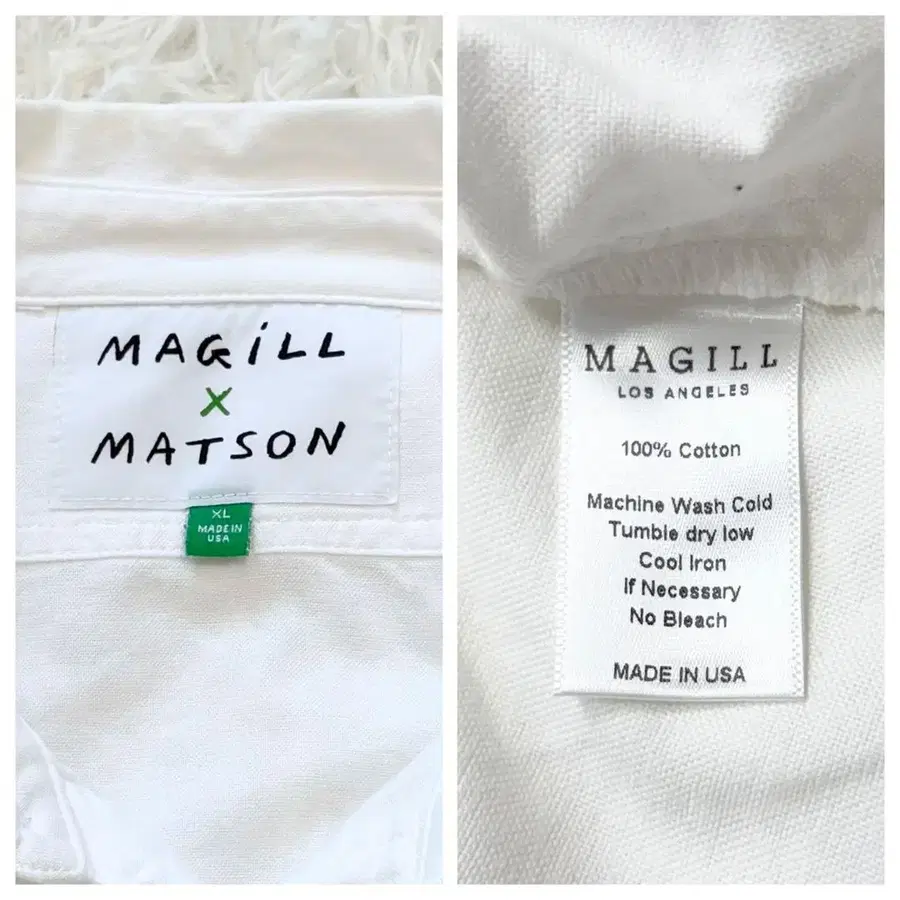 MAGiLL
X
MATSON
XL
MADE IN
USA
MAGILL
LOS ANGELES
100% Cotton
Machine Wash Cold
Tumble dry low
Cool Iron
If Necessary
No Bleach
MADE IN USA